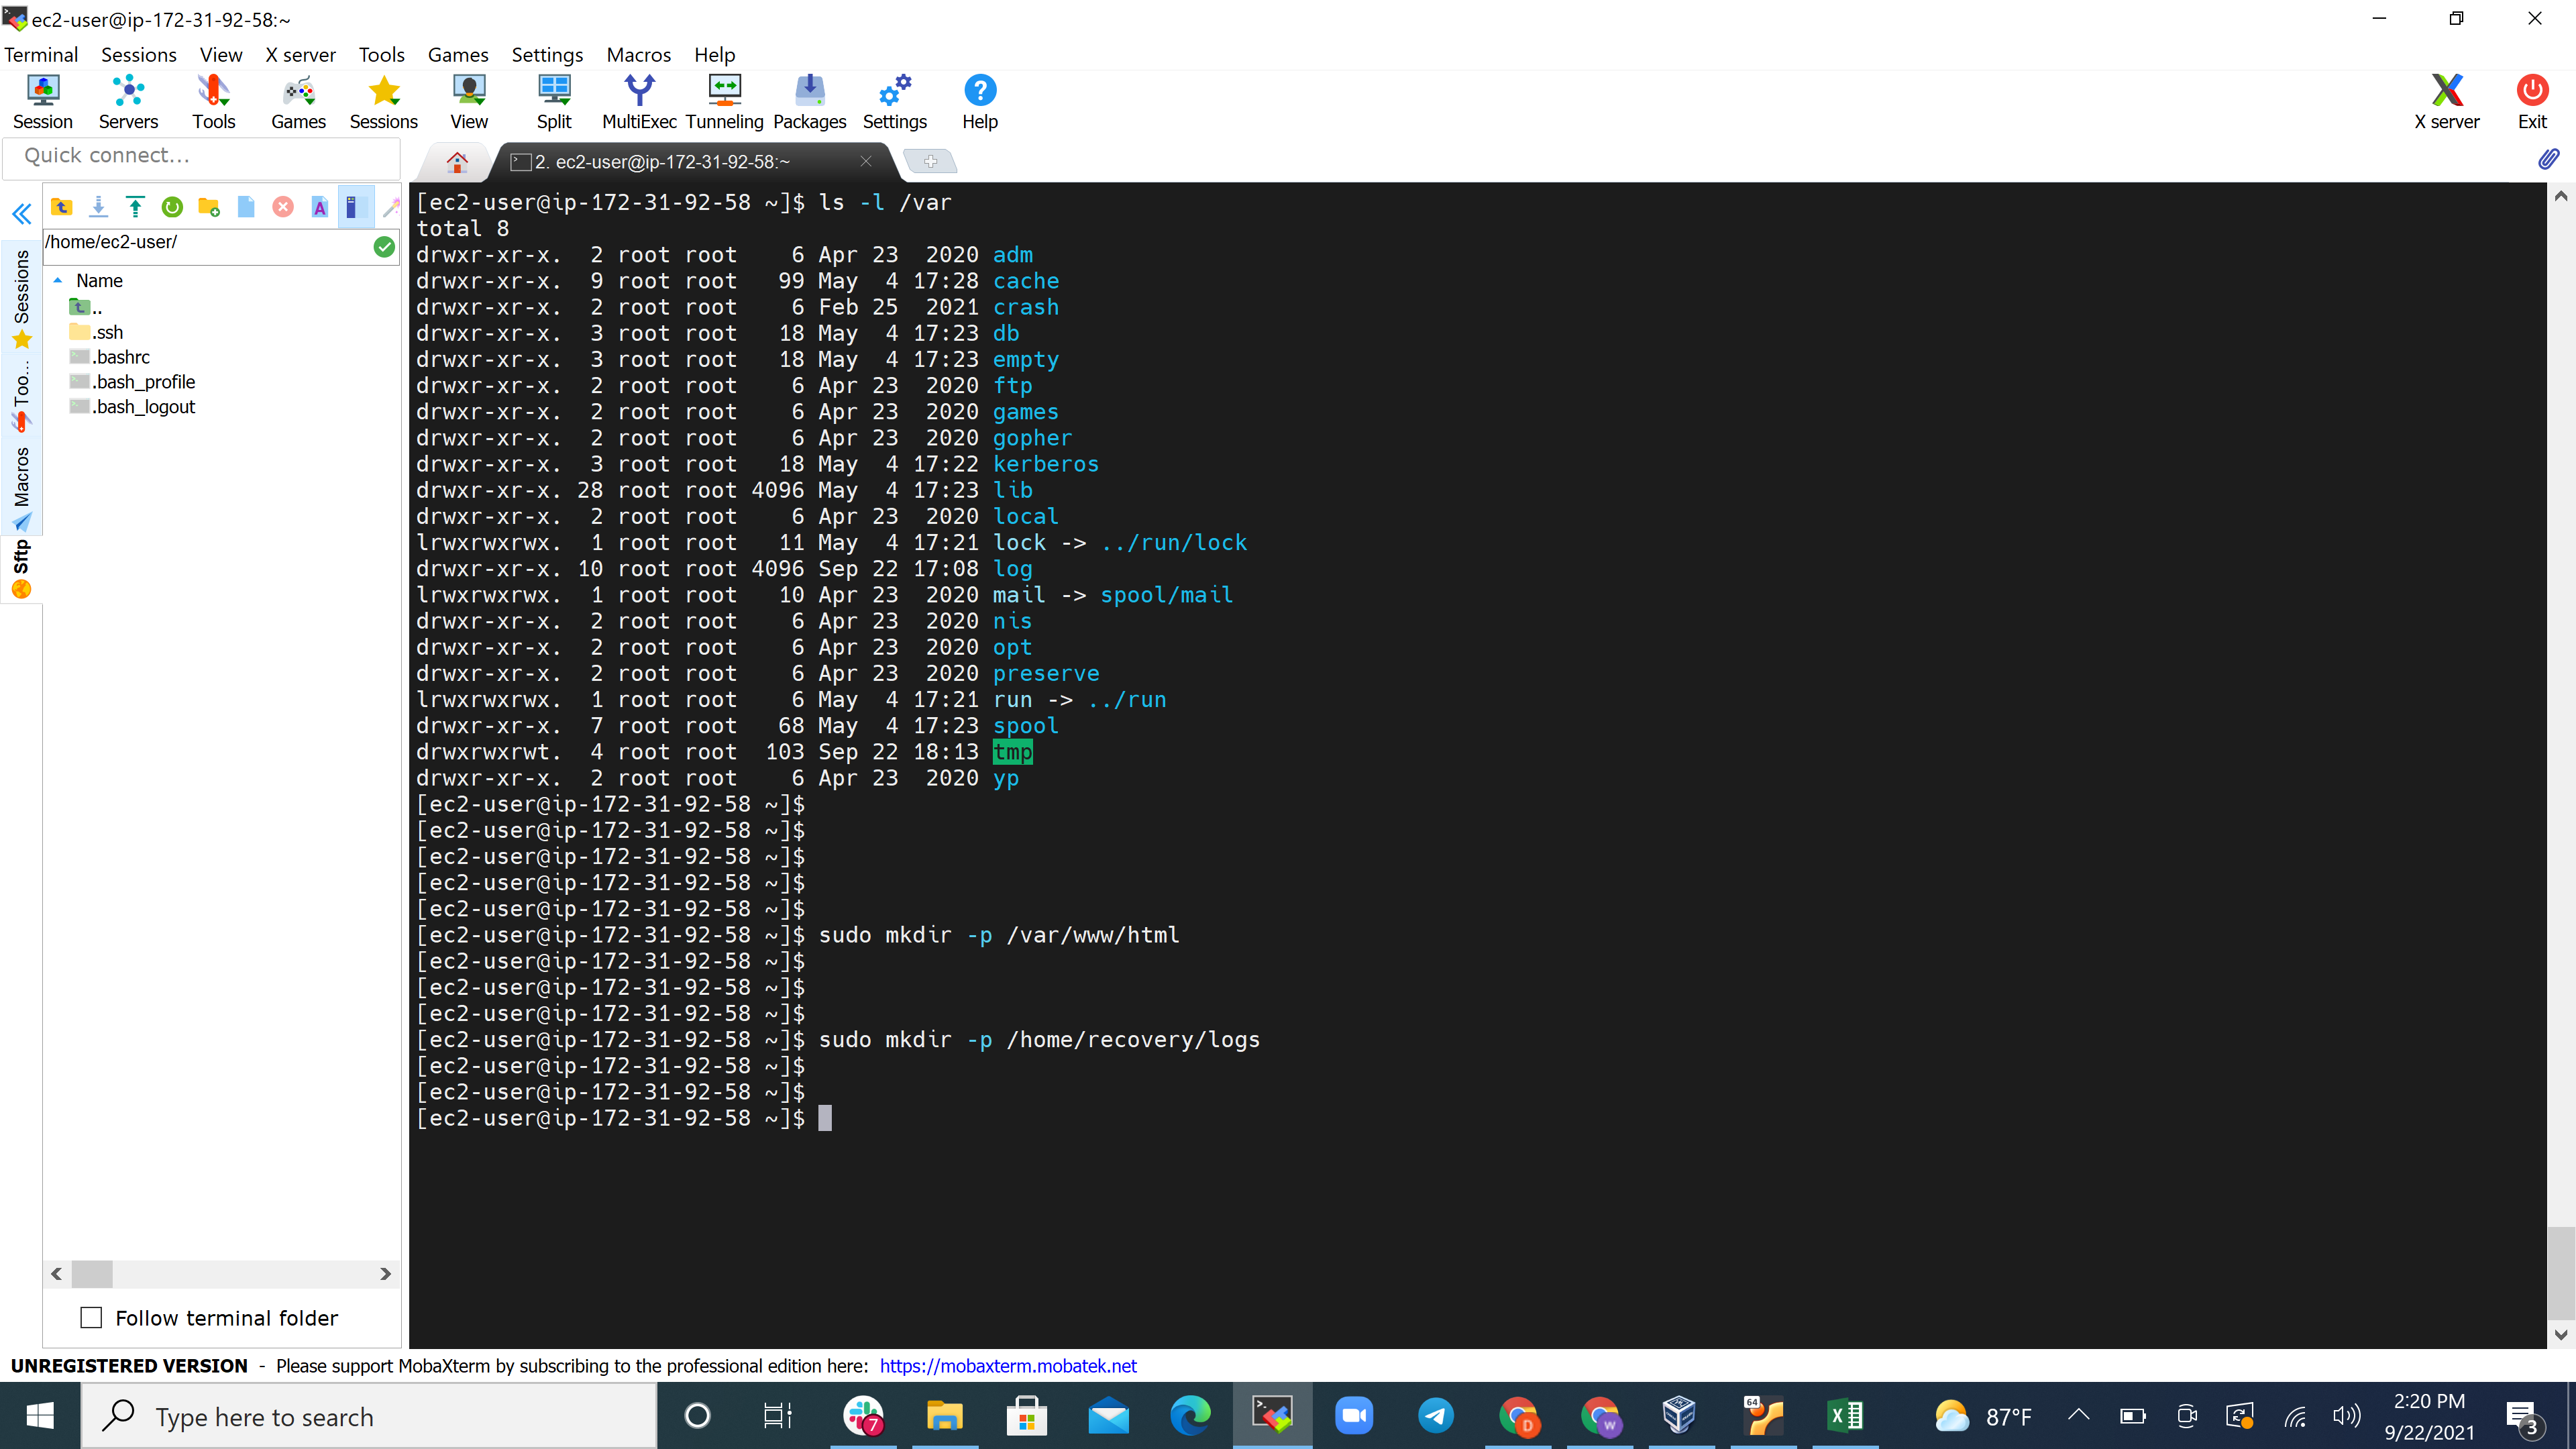 ec2-user@ip-172-31-92-58:~
Terminal Sessions View X server Tools Games Settings Macros Help
Session Servers Tools Games Sessions View Split MultiExec Tunneling Packages Settings Help X server Exit
Quick connect...
2. ec2-user@ip-172-31-92-58:~
/home/ec2-user/
Name
..
.ssh
.bashrc
.bash_profile
.bash_logout
Sessions
Too...
Macros
Sftp
[ec2-user@ip-172-31-92-58 ~]$ ls -l /var
total 8
drwxr-xr-x.  2 root root    6 Apr 23  2020 adm
drwxr-xr-x.  9 root root   99 May  4 17:28 cache
drwxr-xr-x.  2 root root    6 Feb 25  2021 crash
drwxr-xr-x.  3 root root   18 May  4 17:23 db
drwxr-xr-x.  3 root root   18 May  4 17:23 empty
drwxr-xr-x.  2 root root    6 Apr 23  2020 ftp
drwxr-xr-x.  2 root root    6 Apr 23  2020 games
drwxr-xr-x.  2 root root    6 Apr 23  2020 gopher
drwxr-xr-x.  3 root root   18 May  4 17:22 kerberos
drwxr-xr-x. 28 root root 4096 May  4 17:23 lib
drwxr-xr-x.  2 root root    6 Apr 23  2020 local
lrwxrwxrwx.  1 root root   11 May  4 17:21 lock -> ../run/lock
drwxr-xr-x. 10 root root 4096 Sep 22 17:08 log
lrwxrwxrwx.  1 root root   10 Apr 23  2020 mail -> spool/mail
drwxr-xr-x.  2 root root    6 Apr 23  2020 nis
drwxr-xr-x.  2 root root    6 Apr 23  2020 opt
drwxr-xr-x.  2 root root    6 Apr 23  2020 preserve
lrwxrwxrwx.  1 root root    6 May  4 17:21 run -> ../run
drwxr-xr-x.  7 root root   68 May  4 17:23 spool
drwxrwxrwt.  4 root root  103 Sep 22 18:13 tmp
drwxr-xr-x.  2 root root    6 Apr 23  2020 yp
[ec2-user@ip-172-31-92-58 ~]$
[ec2-user@ip-172-31-92-58 ~]$
[ec2-user@ip-172-31-92-58 ~]$
[ec2-user@ip-172-31-92-58 ~]$
[ec2-user@ip-172-31-92-58 ~]$
[ec2-user@ip-172-31-92-58 ~]$ sudo mkdir -p /var/www/html
[ec2-user@ip-172-31-92-58 ~]$
[ec2-user@ip-172-31-92-58 ~]$
[ec2-user@ip-172-31-92-58 ~]$
[ec2-user@ip-172-31-92-58 ~]$ sudo mkdir -p /home/recovery/logs
[ec2-user@ip-172-31-92-58 ~]$
[ec2-user@ip-172-31-92-58 ~]$
[ec2-user@ip-172-31-92-58 ~]$
Follow terminal folder
UNREGISTERED VERSION - Please support MobaXterm by subscribing to the professional edition here: https://mobaxterm.mobatek.net
Type here to search
7
D
W
64
87°F
2:20 PM
9/22/2021
3